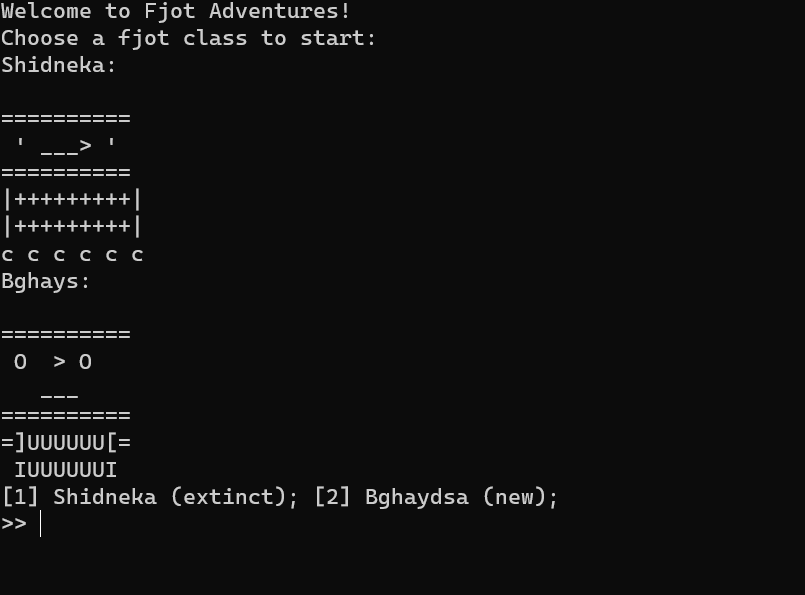 Welcome to Fjot Adventures!
Choose a fjot class to start:
Shidneka:

==========
 ' ___> '
==========
|+++++++++|
|+++++++++|
c c c c c c
Bghays:

==========
 O  > O
   ___
==========
=]UUUUUU[=
 IUUUUUUI
[1] Shidneka (extinct); [2] Bghaydsa (new);
>>